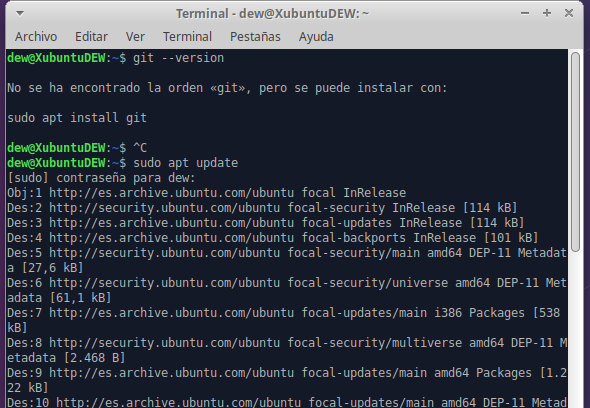 Terminal - dew@XubuntuDEW: ~
Archivo Editar Ver Terminal Pestañas Ayuda
dew@XubuntuDEW:~$ git --version
No se ha encontrado la orden «git», pero se puede instalar con:
sudo apt install git
dew@XubuntuDEW:~$ ^C
dew@XubuntuDEW:~$ sudo apt update
[sudo] contraseña para dew:
Obj:1 http://es.archive.ubuntu.com/ubuntu focal InRelease
Des:2 http://security.ubuntu.com/ubuntu focal-security InRelease [114 kB]
Des:3 http://es.archive.ubuntu.com/ubuntu focal-updates InRelease [114 kB]
Des:4 http://es.archive.ubuntu.com/ubuntu focal-backports InRelease [101 kB]
Des:5 http://security.ubuntu.com/ubuntu focal-security/main amd64 DEP-11 Metadat
a [27,6 kB]
Des:6 http://security.ubuntu.com/ubuntu focal-security/universe amd64 DEP-11 Met
adata [61,1 kB]
Des:7 http://es.archive.ubuntu.com/ubuntu focal-updates/main i386 Packages [538
kB]
Des:8 http://security.ubuntu.com/ubuntu focal-security/multiverse amd64 DEP-11 M
etadata [2.468 B]
Des:9 http://es.archive.ubuntu.com/ubuntu focal-updates/main amd64 Packages [1.2
22 kB]
Des:10 http://es.archive.ubuntu.com/ubuntu focal-updates/main amd64 DEP-11 Metad